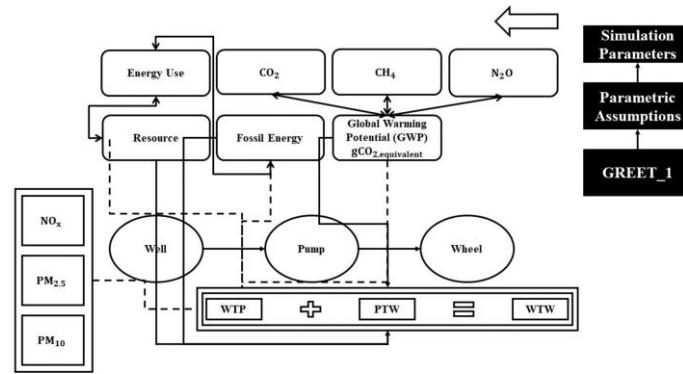 Simulation
Parameters
Energy Use
CO₂
CH₄
N₂O
Parametric
Assumptions
Resource
Fossil Energy
Global Warming
Potential (GWP)
gCO₂,equivalent
GREET_1
NOₓ
Well
Pump
Wheel
PM₂.₅
WTP
PTW
WTW
PM₁₀